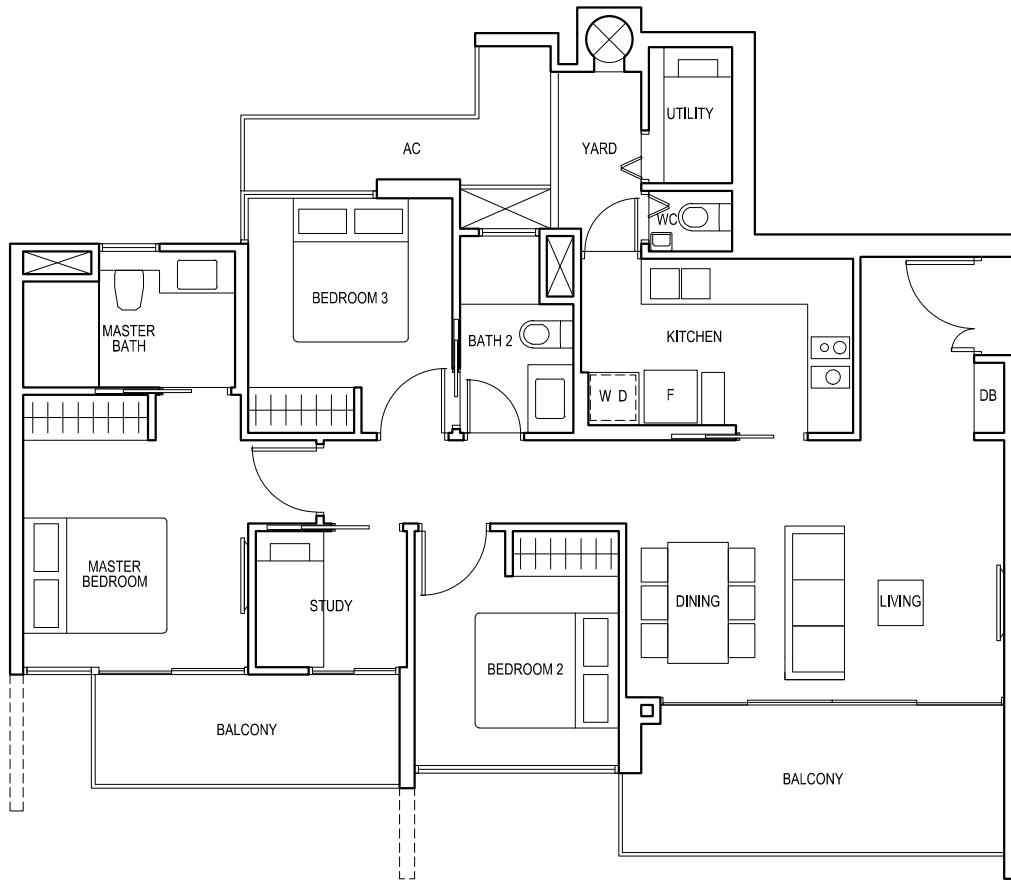 UTILITY
AC
YARD
WC
BEDROOM 3
MASTER
BATH
BATH 2
KITCHEN
W D
F
DB
MASTER
BEDROOM
STUDY
DINING
LIVING
BEDROOM 2
BALCONY
BALCONY